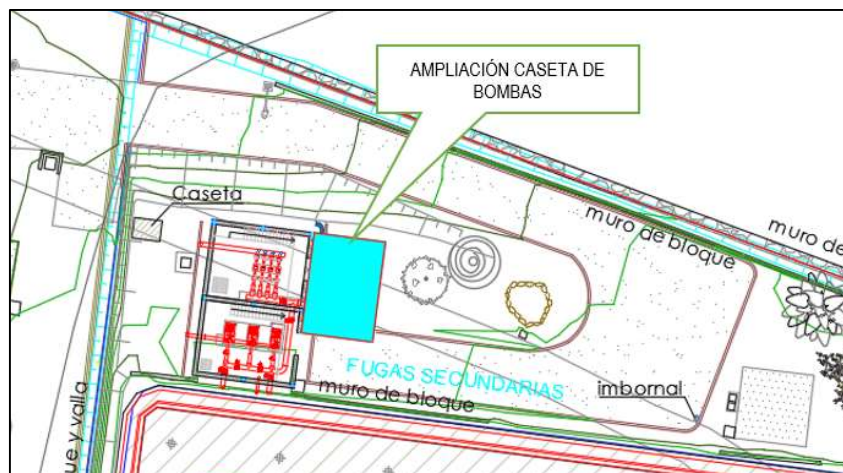 AMPLIACIÓN CASETA DE
BOMBAS
Caseta
muro de bloque
muro de
FUGAS SECUNDARIAS
muro de bloque
imbornal
ue y valla